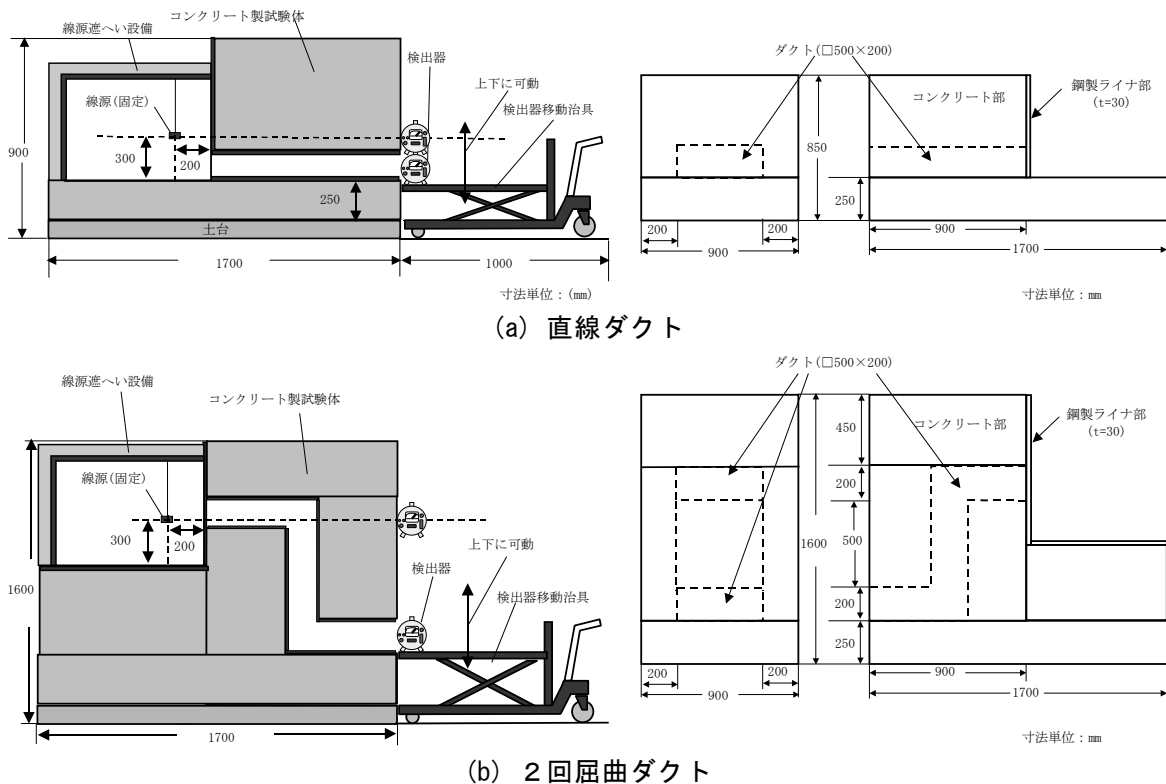 コンクリート製試験体
線源遮へい設備
検出器
線源(固定)
上下に可動
検出器移動治具
900
300
200
250
土台
1700
1000
寸法単位：(mm)
ダクト(□500×200)
コンクリート部
鋼製ライナ部
(t=30)
850
250
200
200
900
900
1700
寸法単位：mm
(a) 直線ダクト
線源遮へい設備
コンクリート製試験体
線源(固定)
300
200
上下に可動
検出器
検出器移動治具
1600
1700
ダクト(□500×200)
コンクリート部
鋼製ライナ部
(t=30)
450
200
1600
500
200
250
200
200
900
900
1700
寸法単位：mm
(b) ２回屈曲ダクト